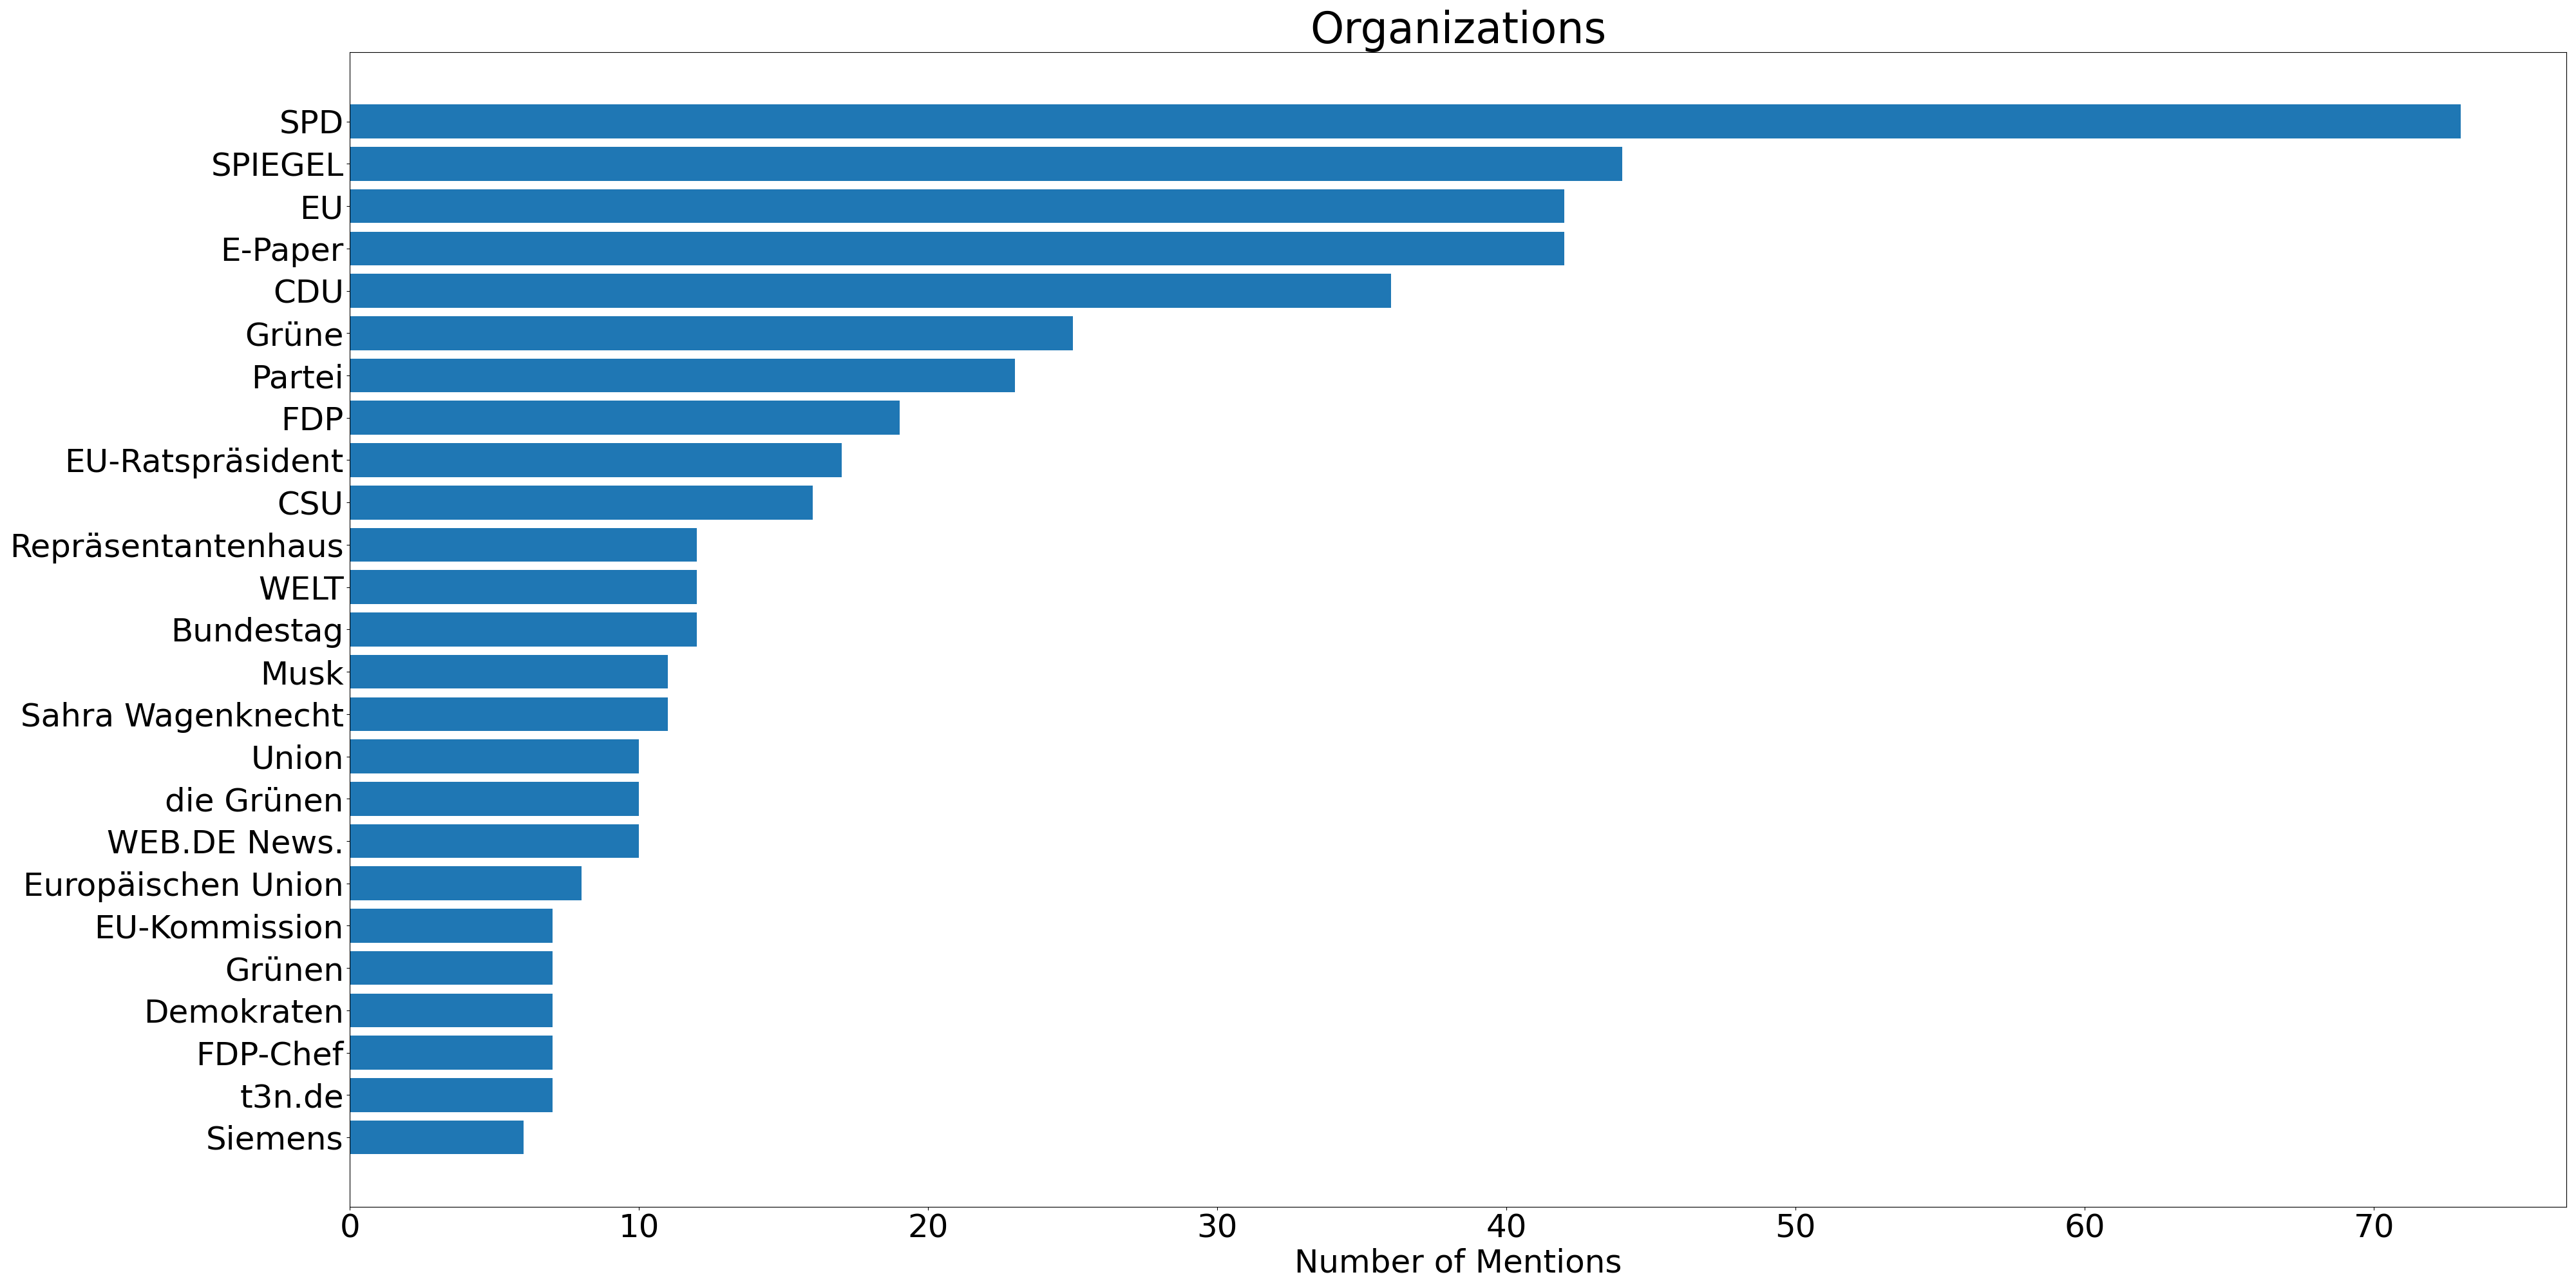 Organizations
SPD
SPIEGEL
EU
E-Paper
CDU
Grüne
Partei
FDP
EU-Ratspräsident
CSU
Repräsentantenhaus
WELT
Bundestag
Musk
Sahra Wagenknecht
Union
die Grünen
WEB.DE News.
Europäischen Union
EU-Kommission
Grünen
Demokraten
FDP-Chef
t3n.de
Siemens
0 10 20 30 40 50 60 70
Number of Mentions